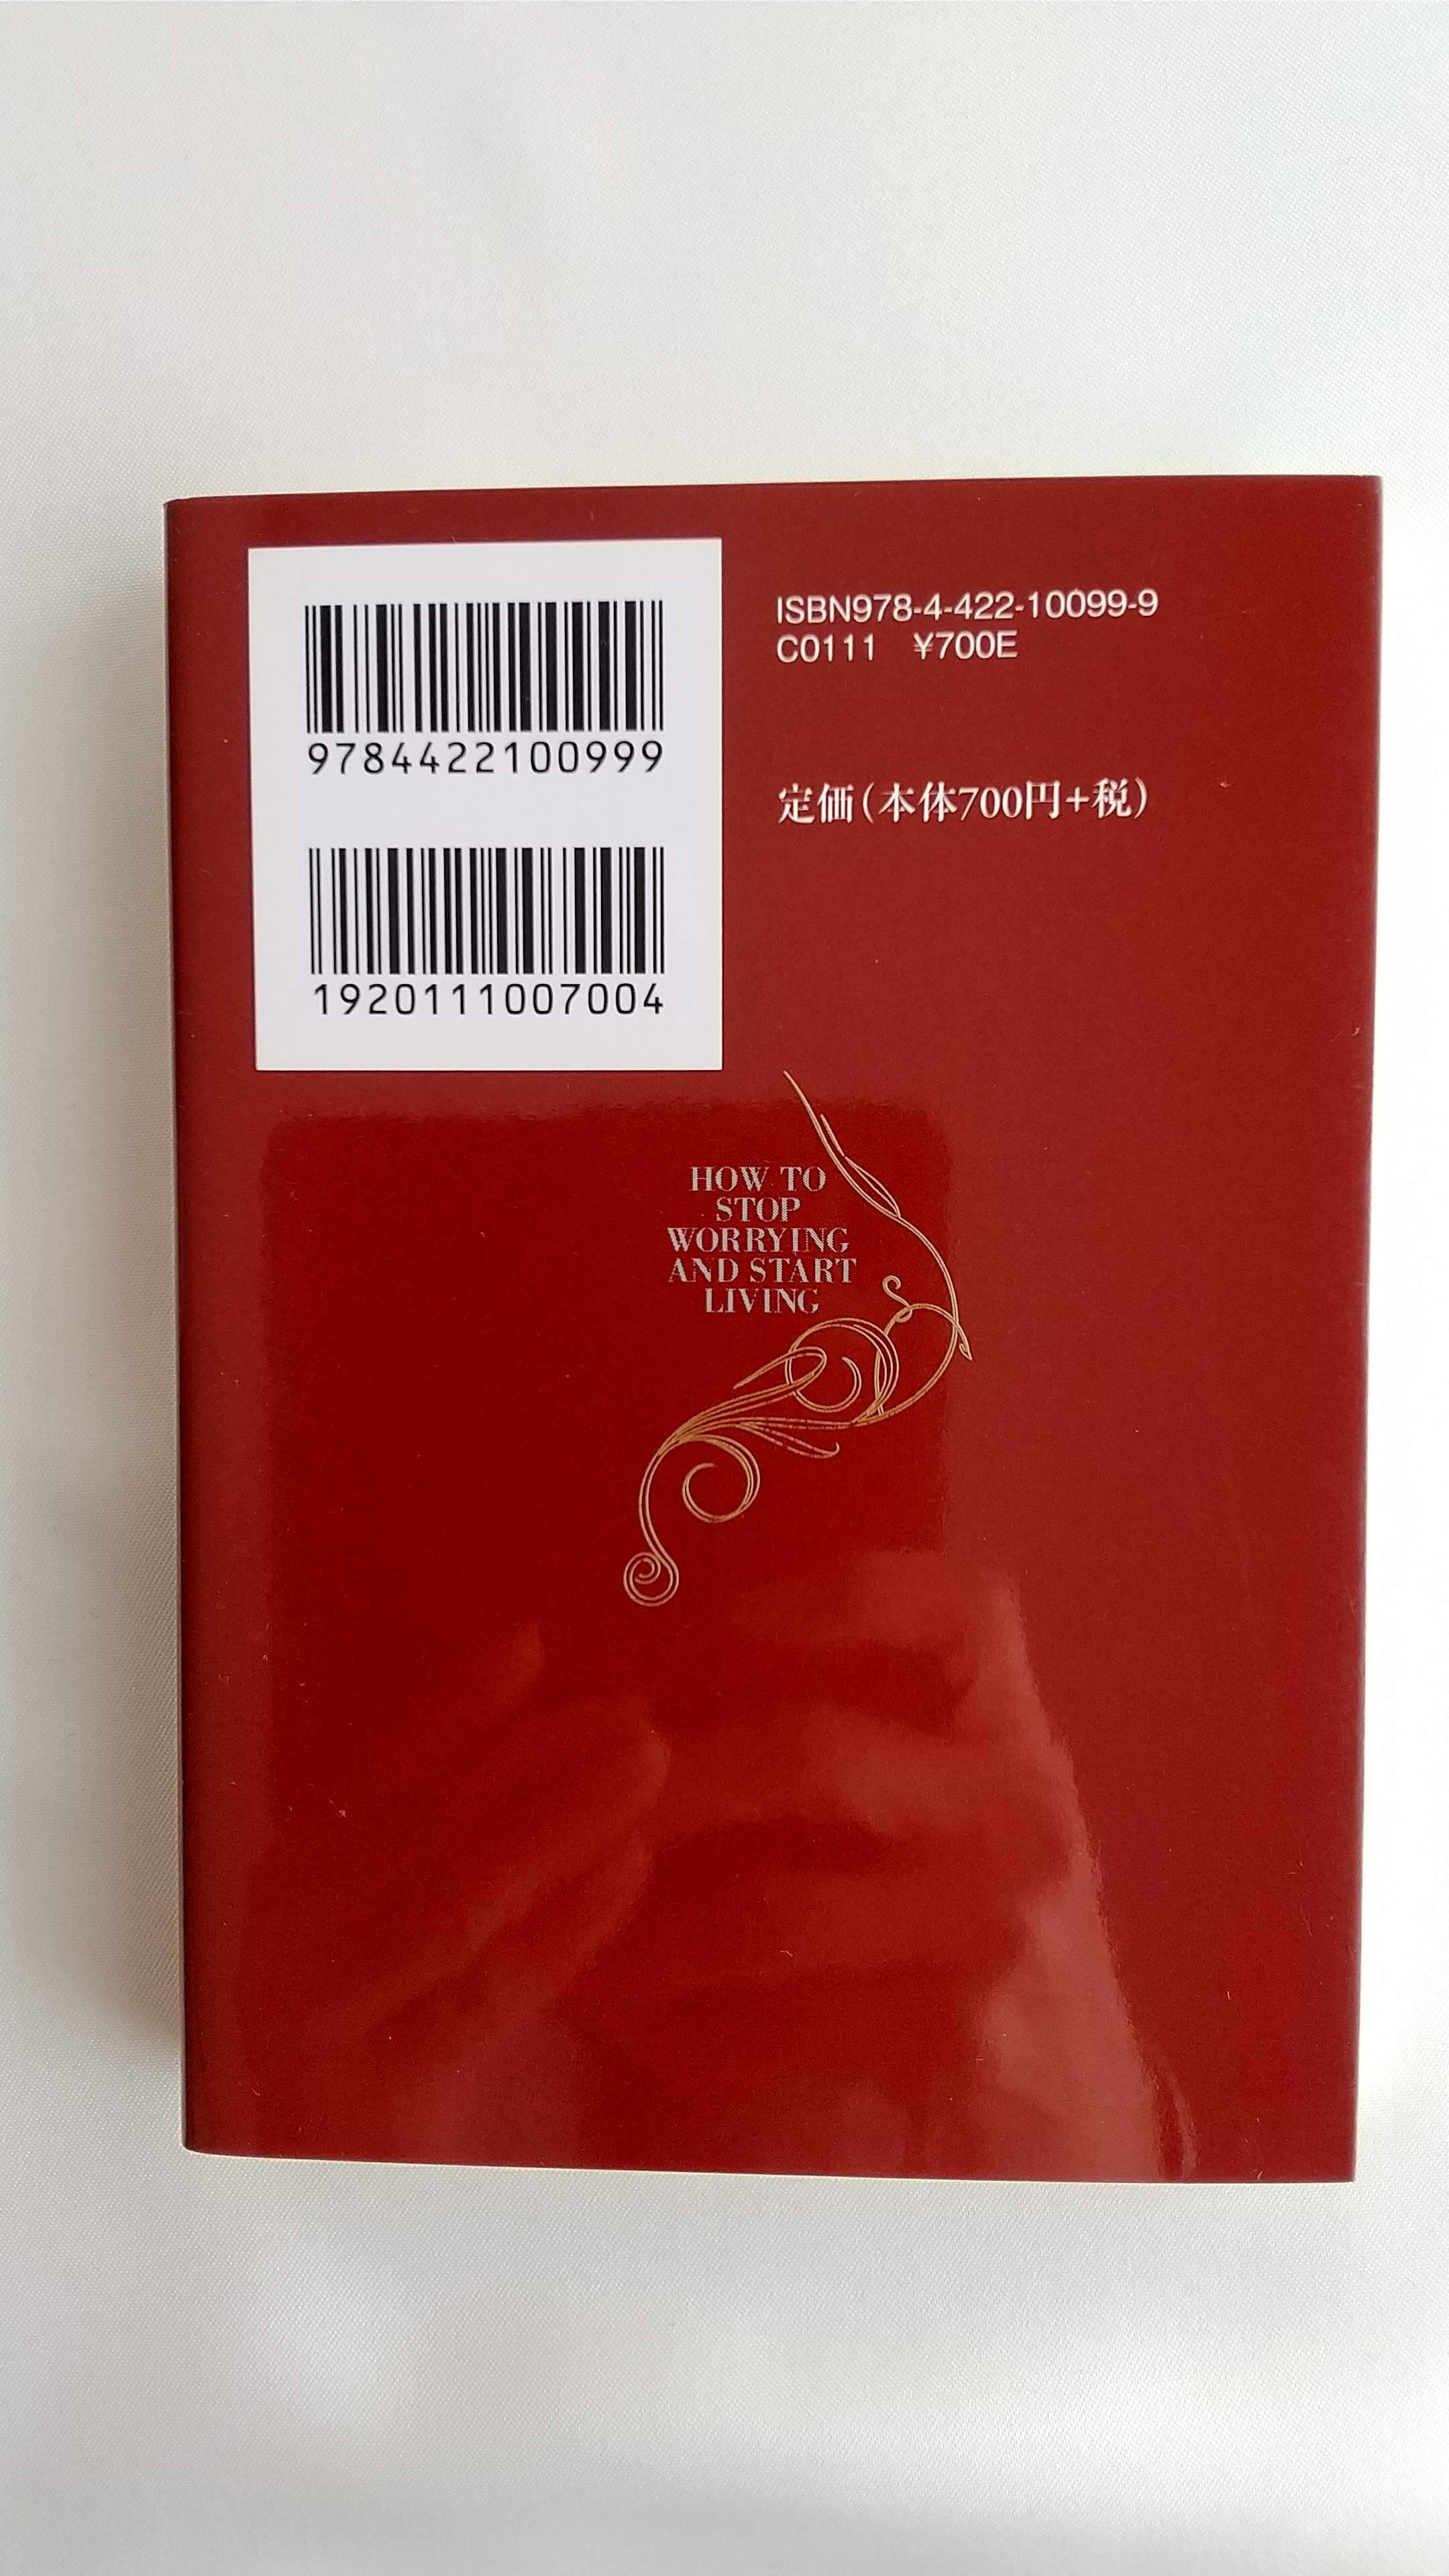 9784422100999
1920111007004
ISBN978-4-422-10099-9
C0111 ¥700E
定価(本体700円+税)
HOW TO
STOP
WORRYING
AND START
LIVING